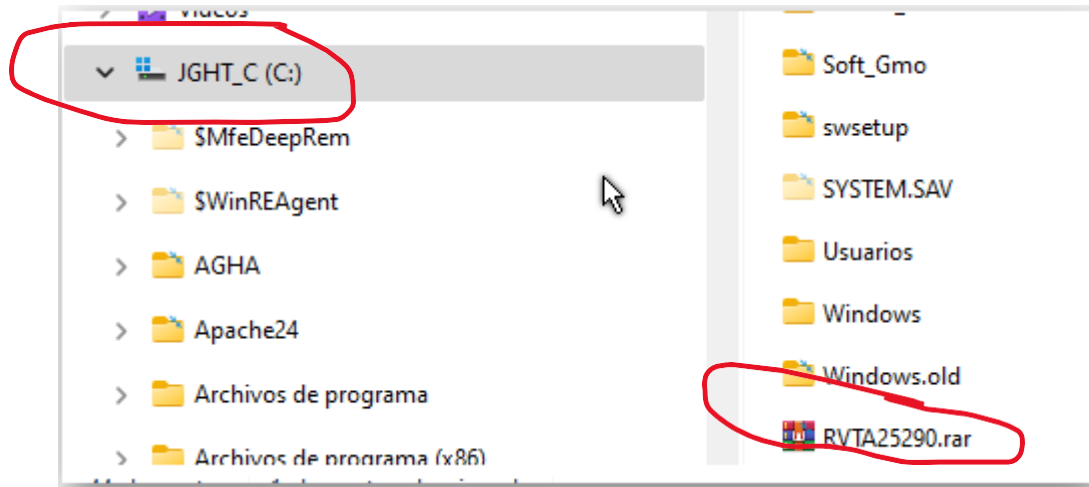 Videos
JGHT_C (C:)
$MfeDeepRem
$WinREAgent
AGHA
Apache24
Archivos de programa
Archivos de programa (x86)
Soft_Gmo
swsetup
SYSTEM.SAV
Usuarios
Windows
Windows.old
RVTA25290.rar